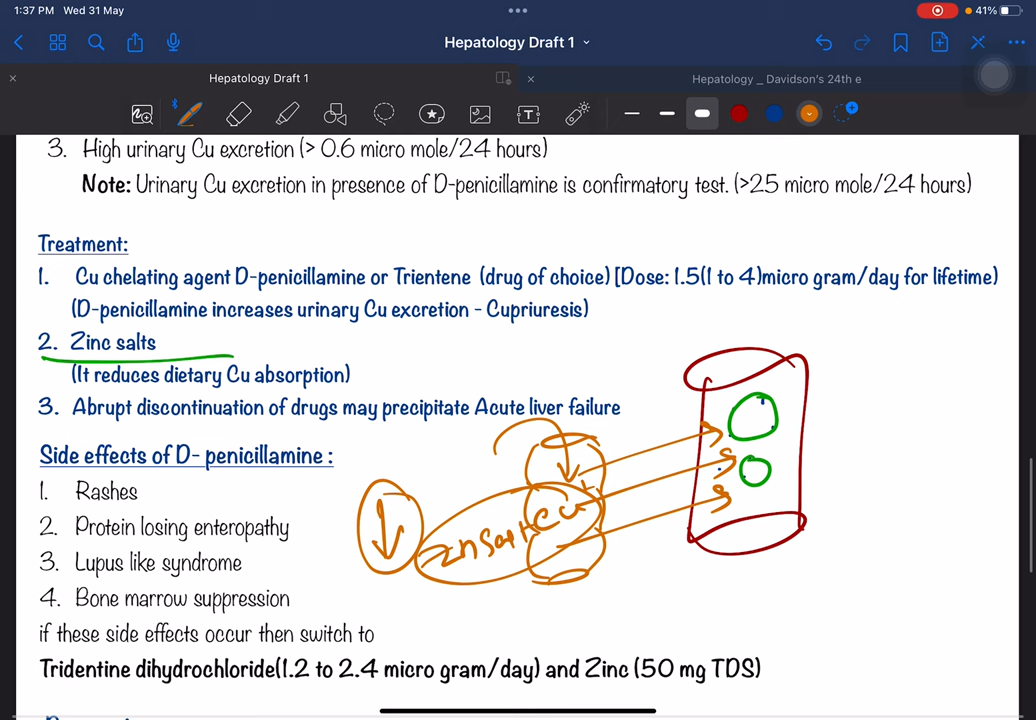 1:37 PM Wed 31 May
41%
Hepatology Draft 1
Hepatology Draft 1
Hepatology _ Davidson's 24th e
3. High urinary Cu excretion (> 0.6 micro mole/24 hours)
Note: Urinary Cu excretion in presence of D-penicillamine is confirmatory test. (>25 micro mole/24 hours)
Treatment:
1. Cu chelating agent D-penicillamine or Trientene (drug of choice) [Dose: 1.5(1 to 4)micro gram/day for lifetime)
(D-penicillamine increases urinary Cu excretion - Cupriuresis)
2. Zinc salts
(It reduces dietary Cu absorption)
3. Abrupt discontinuation of drugs may precipitate Acute liver failure
Side effects of D- penicillamine :
1. Rashes
2. Protein losing enteropathy
3. Lupus like syndrome
4. Bone marrow suppression
Zn Salt + Cu
if these side effects occur then switch to
Tridentine dihydrochloride(1.2 to 2.4 micro gram/day) and Zinc (50 mg TDS)